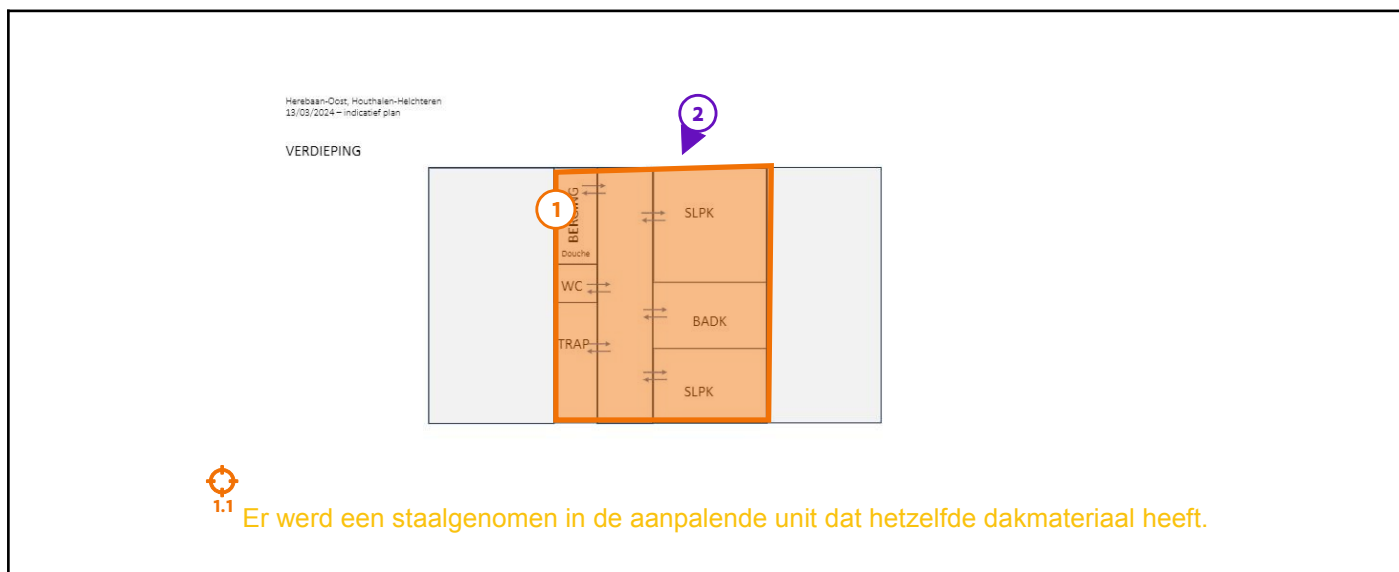 Herebaan-Oost, Houthalen-Helchteren
13/03/2024 – indicatief plan
2
VERDIEPING
1
BERGING
SLPK
Douche
WC
BADK
TRAP
SLPK
1.1
Er werd een staalgenomen in de aanpalende unit dat hetzelfde dakmateriaal heeft.